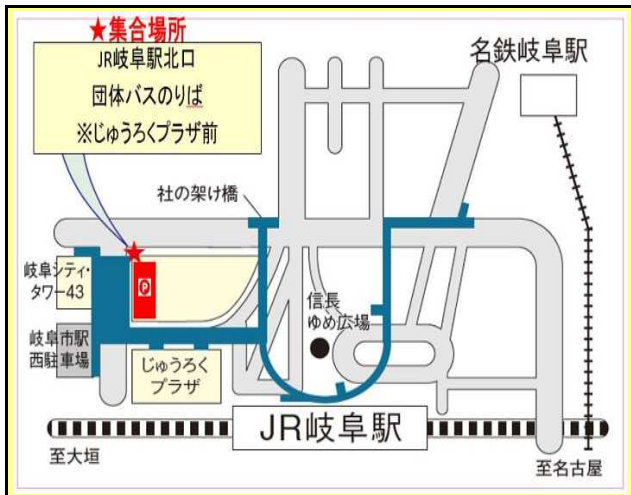 ★集合場所
JR岐阜駅北口
団体バスのりば
※じゅうろくプラザ前
名鉄岐阜駅
社の架け橋
岐阜シティ・
タワー43
P
信長
ゆめ広場
岐阜市駅
西駐車場
じゅうろく
プラザ
JR岐阜駅
至大垣
至名古屋